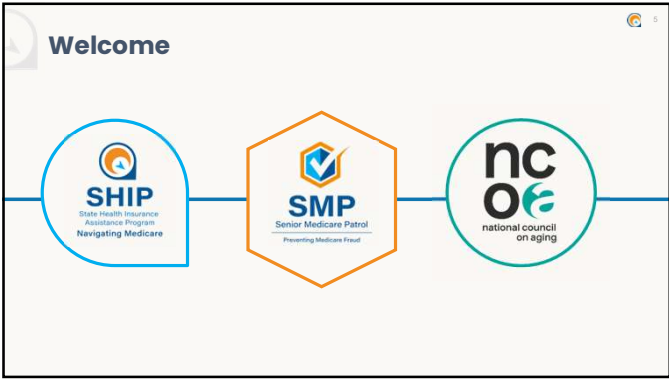 Welcome
5
SHIP
State Health Insurance
Assistance Program
Navigating Medicare
SMP
Senior Medicare Patrol
Preventing Medicare Fraud
nc
oa
national council
on aging